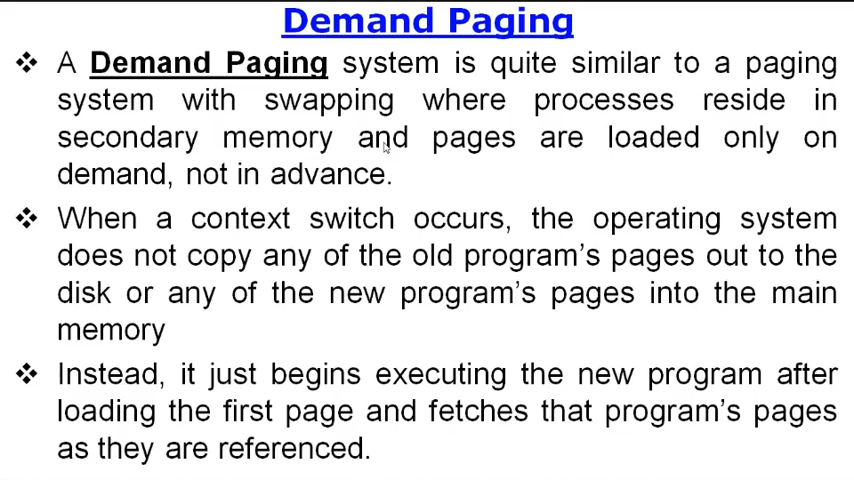 Demand Paging
❖ A Demand Paging system is quite similar to a paging
system with swapping where processes reside in
secondary memory and pages are loaded only on
demand, not in advance.
❖ When a context switch occurs, the operating system
does not copy any of the old program’s pages out to the
disk or any of the new program’s pages into the main
memory
❖ Instead, it just begins executing the new program after
loading the first page and fetches that program’s pages
as they are referenced.